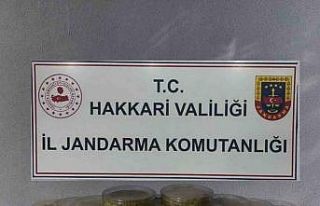 T.C.
HAKKARİ VALİLİĞİ
İL JANDARMA KOMUTANLIĞI